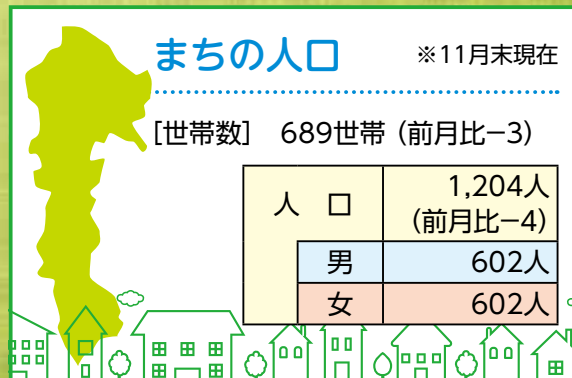 まちの人口 ※11月末現在
[世帯数] 689世帯（前月比−3）
人口 1,204人
（前月比−4）
男 602人
女 602人